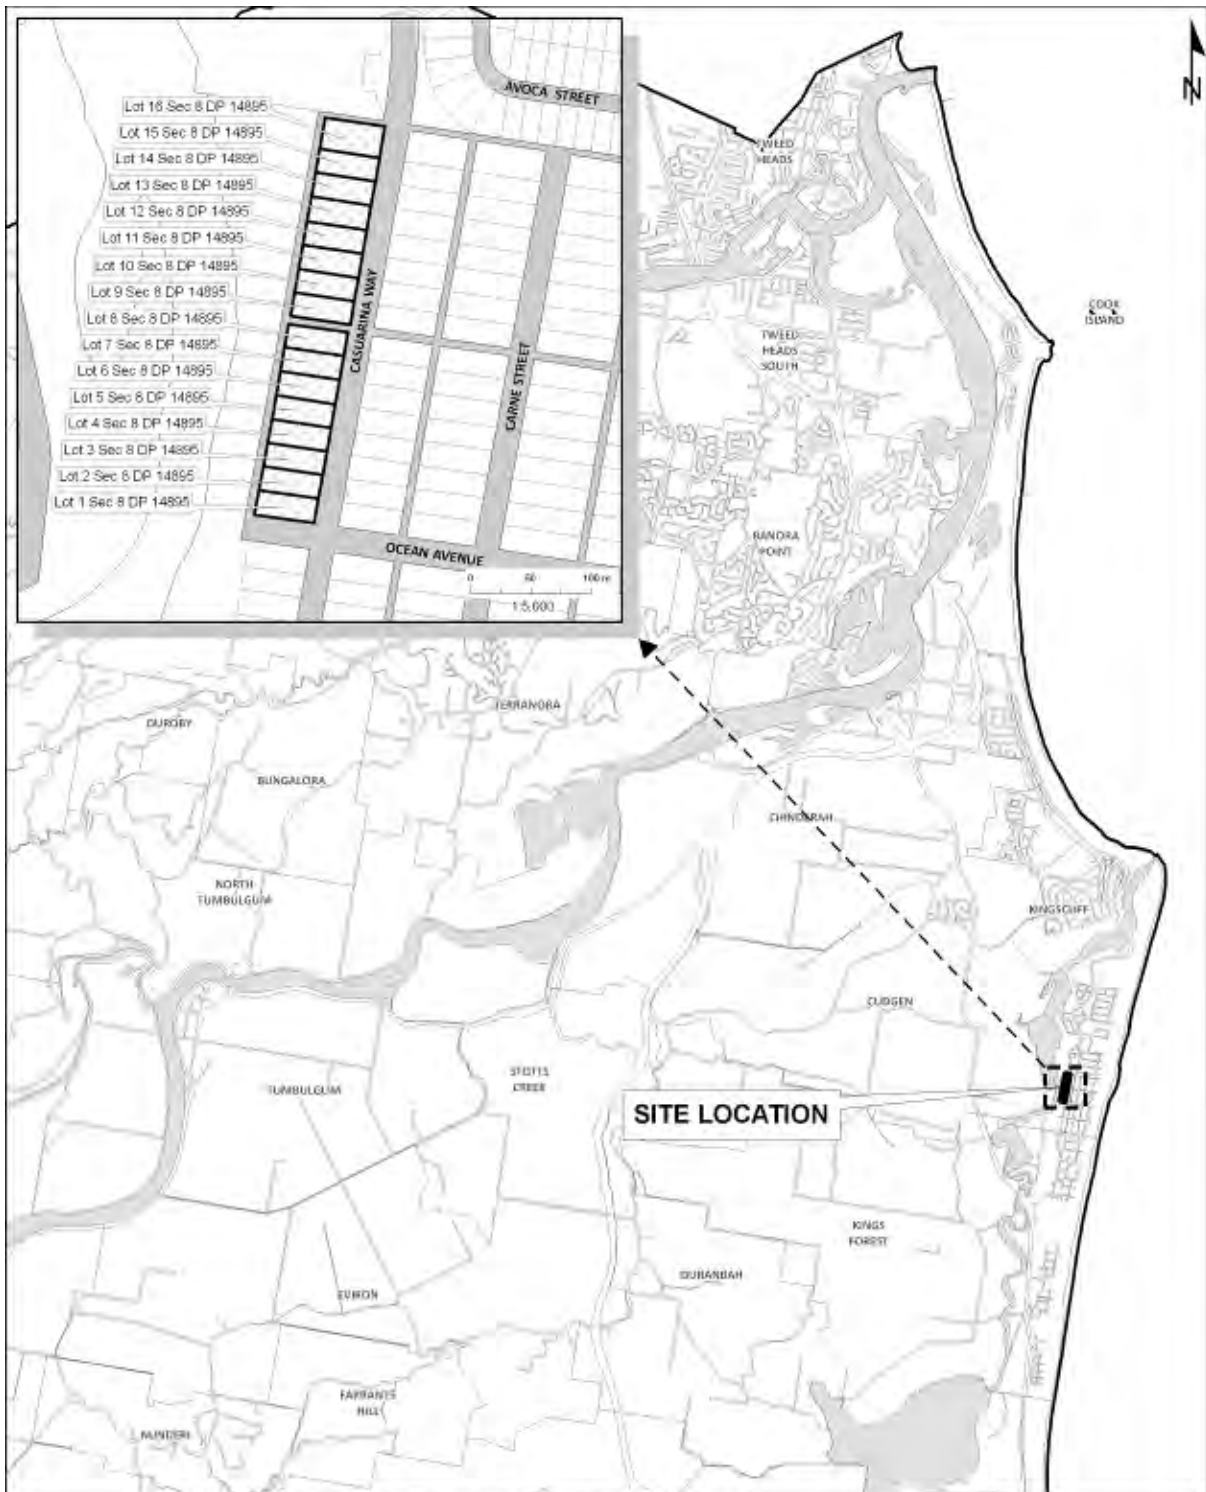 AVOCA STREET
Lot 16 Sec 8 DP 14895
Lot 15 Sec 8 DP 14895
Lot 14 Sec 8 DP 14895
Lot 13 Sec 8 DP 14895
Lot 12 Sec 8 DP 14895
Lot 11 Sec 8 DP 14895
Lot 10 Sec 8 DP 14895
Lot 9 Sec 8 DP 14895
Lot 8 Sec 8 DP 14895
Lot 7 Sec 8 DP 14895
Lot 6 Sec 8 DP 14895
Lot 5 Sec 8 DP 14895
Lot 4 Sec 8 DP 14895
Lot 3 Sec 8 DP 14895
Lot 2 Sec 8 DP 14895
Lot 1 Sec 8 DP 14895
CASUARINA WAY
CARNE STREET
OCEAN AVENUE
0 50 100 m
1:5,000
N
TWEED
HEADS
COOK
ISLAND
TWEED
HEADS
SOUTH
BANORA
POINT
TERRANORA
DUROBY
BUNGALORA
CHINDERAH
NORTH
TUMBULGUM
KINGSCLIFF
CUDGEN
STOTTS
CREEK
TUMBULGUM
SITE LOCATION
KINGS
FOREST
DURANBAH
EVIRON
FARRANTS
HILL
NUNDERI